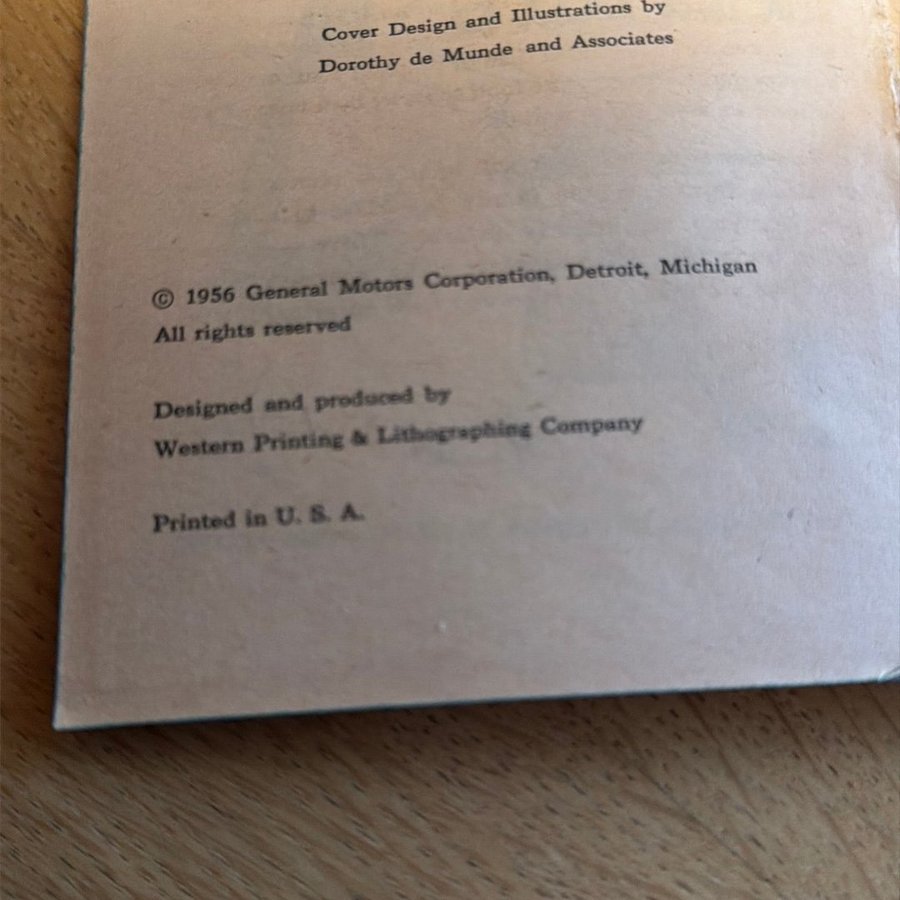 Cover Design and Illustrations by
Dorothy de Munde and Associates
© 1956 General Motors Corporation, Detroit, Michigan
All rights reserved
Designed and produced by
Western Printing & Lithographing Company
Printed in U. S. A.